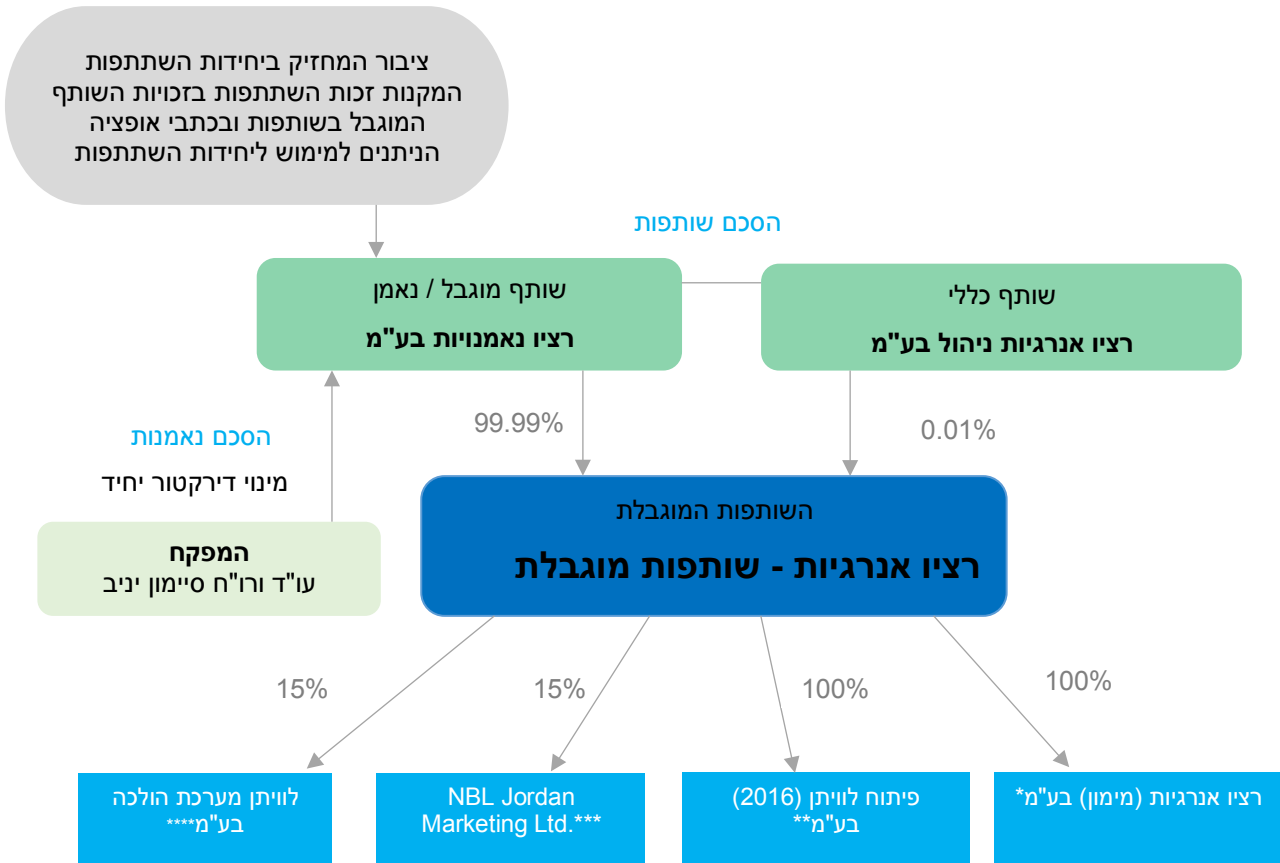 ציבור המחזיק ביחידות השתתפות
המקנות זכות השתתפות בזכויות השותף
המוגבל בשותפות ובכתבי אופציה
הניתנים למימוש ליחידות השתתפות
הסכם שותפות
שותף כללי
רציו אנרגיות ניהול בע"מ
שותף מוגבל / נאמן
רציו נאמנויות בע"מ
0.01%
99.99%
הסכם נאמנות
מינוי דירקטור יחיד
המפקח
עו"ד ורו"ח סיימון יניב
השותפות המוגבלת
רציו אנרגיות - שותפות מוגבלת
100%
100%
15%
15%
רציו אנרגיות (מימון) בע"מ*
פיתוח לוויתן (2016)
בע"מ**
NBL Jordan
Marketing Ltd.***
לוויתן מערכת הולכה
בע"מ****